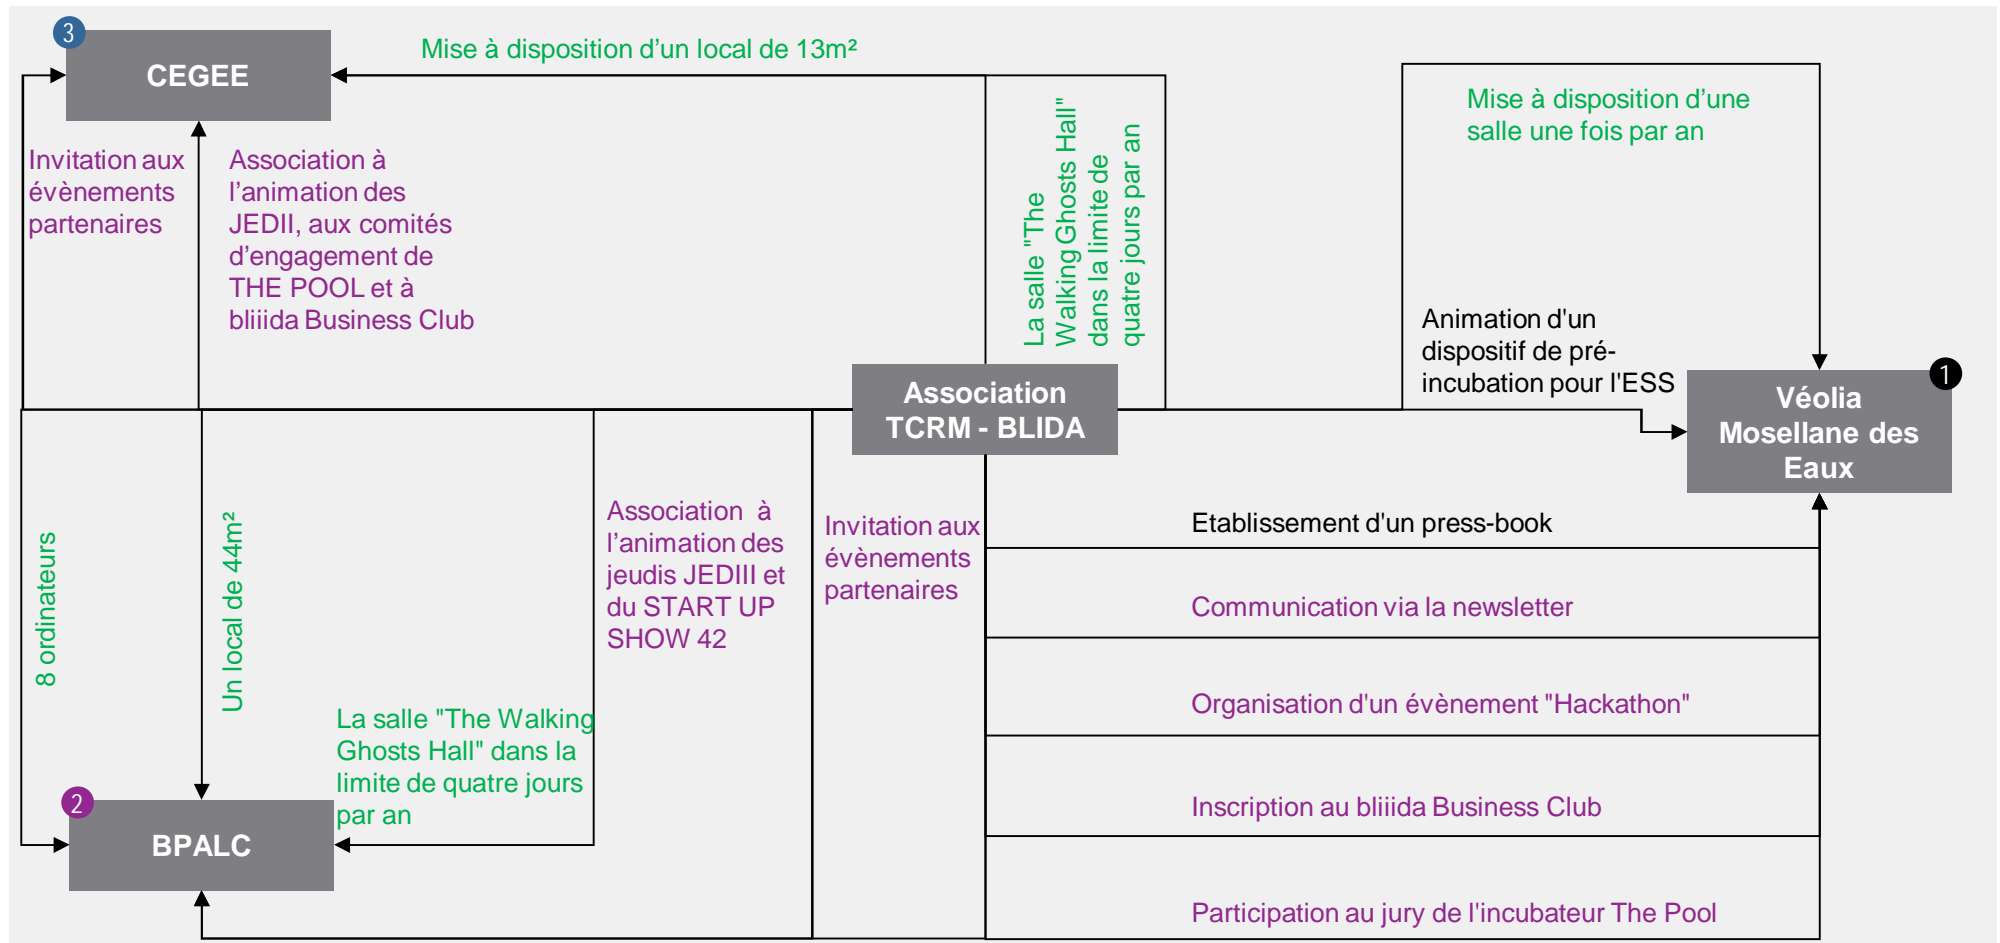 3
CEGEE
Mise à disposition d’un local de 13m²
Invitation aux
évènements
partenaires
Association à
l’animation des
JEDII, aux comités
d’engagement de
THE POOL et à
bliiida Business Club
La salle "The
Walking Ghosts Hall"
dans la limite de
quatre jours par an
Mise à disposition d’une
salle une fois par an
Animation d'un
dispositif de pré-
incubation pour l'ESS
Association
TCRM - BLIDA
1
Véolia
Mosellane des
Eaux
8 ordinateurs
Un local de 44m²
La salle "The Walking
Ghosts Hall" dans la
limite de quatre jours
par an
Association à
l’animation des
jeudis JEDIII et
du START UP
SHOW 42
Invitation aux
évènements
partenaires
Etablissement d'un press-book
Communication via la newsletter
Organisation d'un évènement "Hackathon"
Inscription au bliiida Business Club
Participation au jury de l'incubateur The Pool
2
BPALC